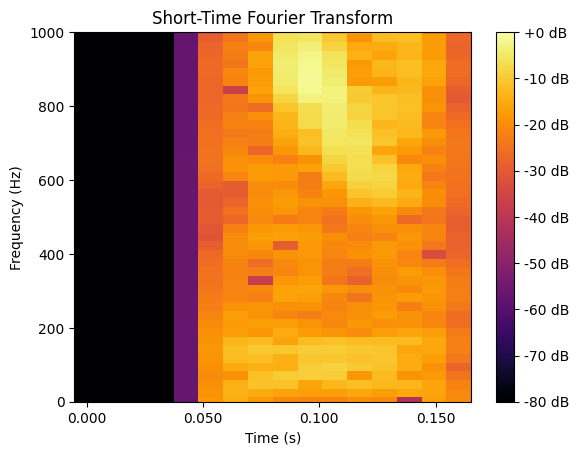 Short-Time Fourier Transform
Frequency (Hz)
1000
800
600
400
200
0
0.000
0.050
0.100
0.150
Time (s)
+0 dB
-10 dB
-20 dB
-30 dB
-40 dB
-50 dB
-60 dB
-70 dB
-80 dB